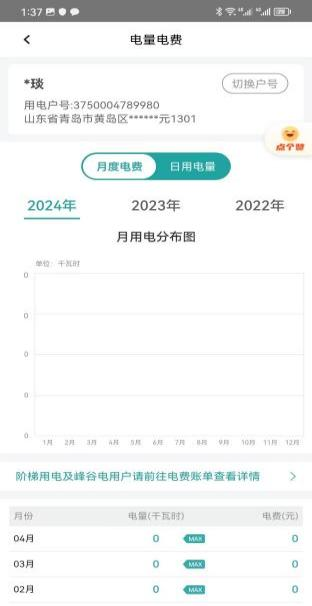 1:37
电量电费
*琰
切换户号
用电户号:3750004789980
山东省青岛市黄岛区******元1301
点个赞
月度电费
日用电量
2024年 2023年 2022年
月用电分布图
单位：千瓦时
0
0
0
0
0
1月 2月 3月 4月 5月 6月 7月 8月 9月 10月 11月 12月
阶梯用电及峰谷电用户请前往电费账单查看详情
月份 电量(千瓦时) 电费(元)
04月 0 MAX 0
03月 0 MAX 0
02月 0 MAX 0